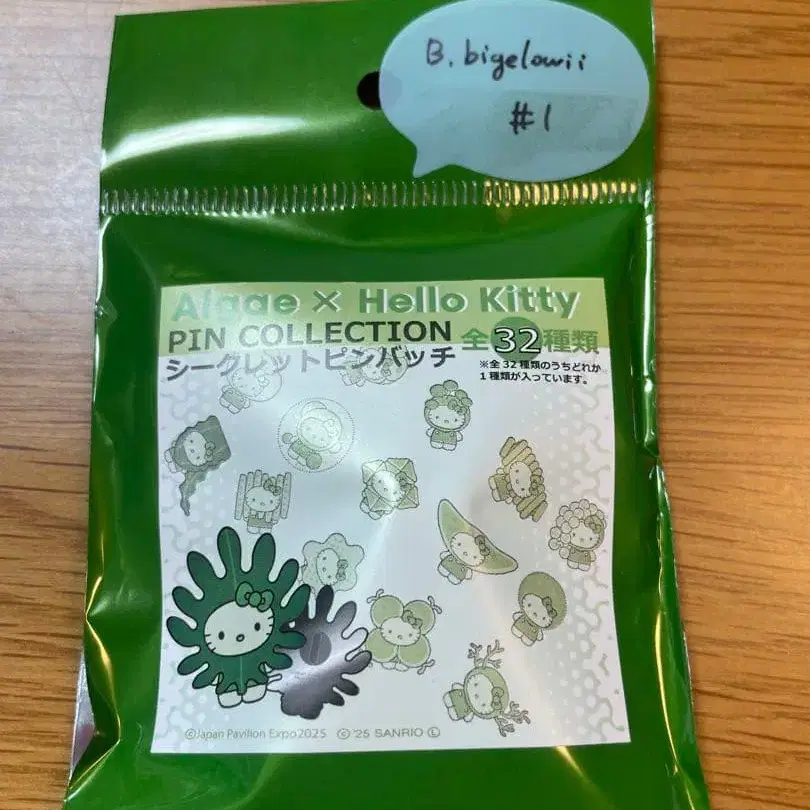 B. bigelowii
#1
Algae × Hello Kitty
PIN COLLECTION
シークレットピンバッチ
全32種類
※全32種類のうちどれか
1種類が入っています。
©Japan Pavilion Expo2025 © '25 SANRIO Ⓛ